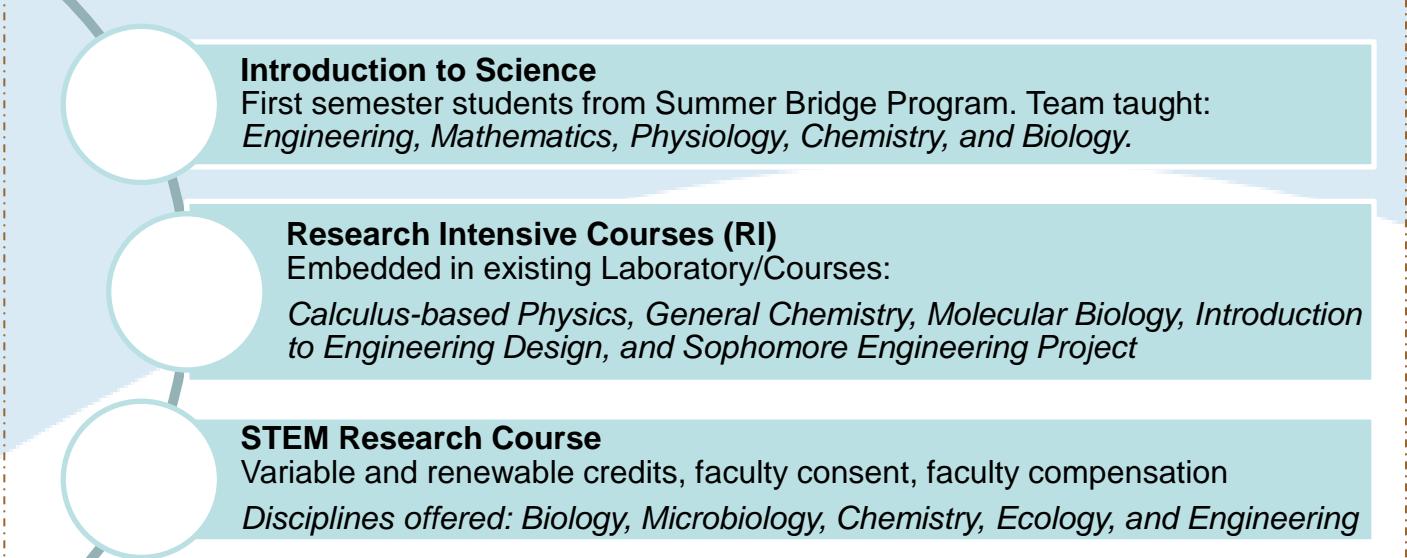 Introduction to Science
First semester students from Summer Bridge Program. Team taught:
Engineering, Mathematics, Physiology, Chemistry, and Biology.
Research Intensive Courses (RI)
Embedded in existing Laboratory/Courses:
Calculus-based Physics, General Chemistry, Molecular Biology, Introduction
to Engineering Design, and Sophomore Engineering Project
STEM Research Course
Variable and renewable credits, faculty consent, faculty compensation
Disciplines offered: Biology, Microbiology, Chemistry, Ecology, and Engineering